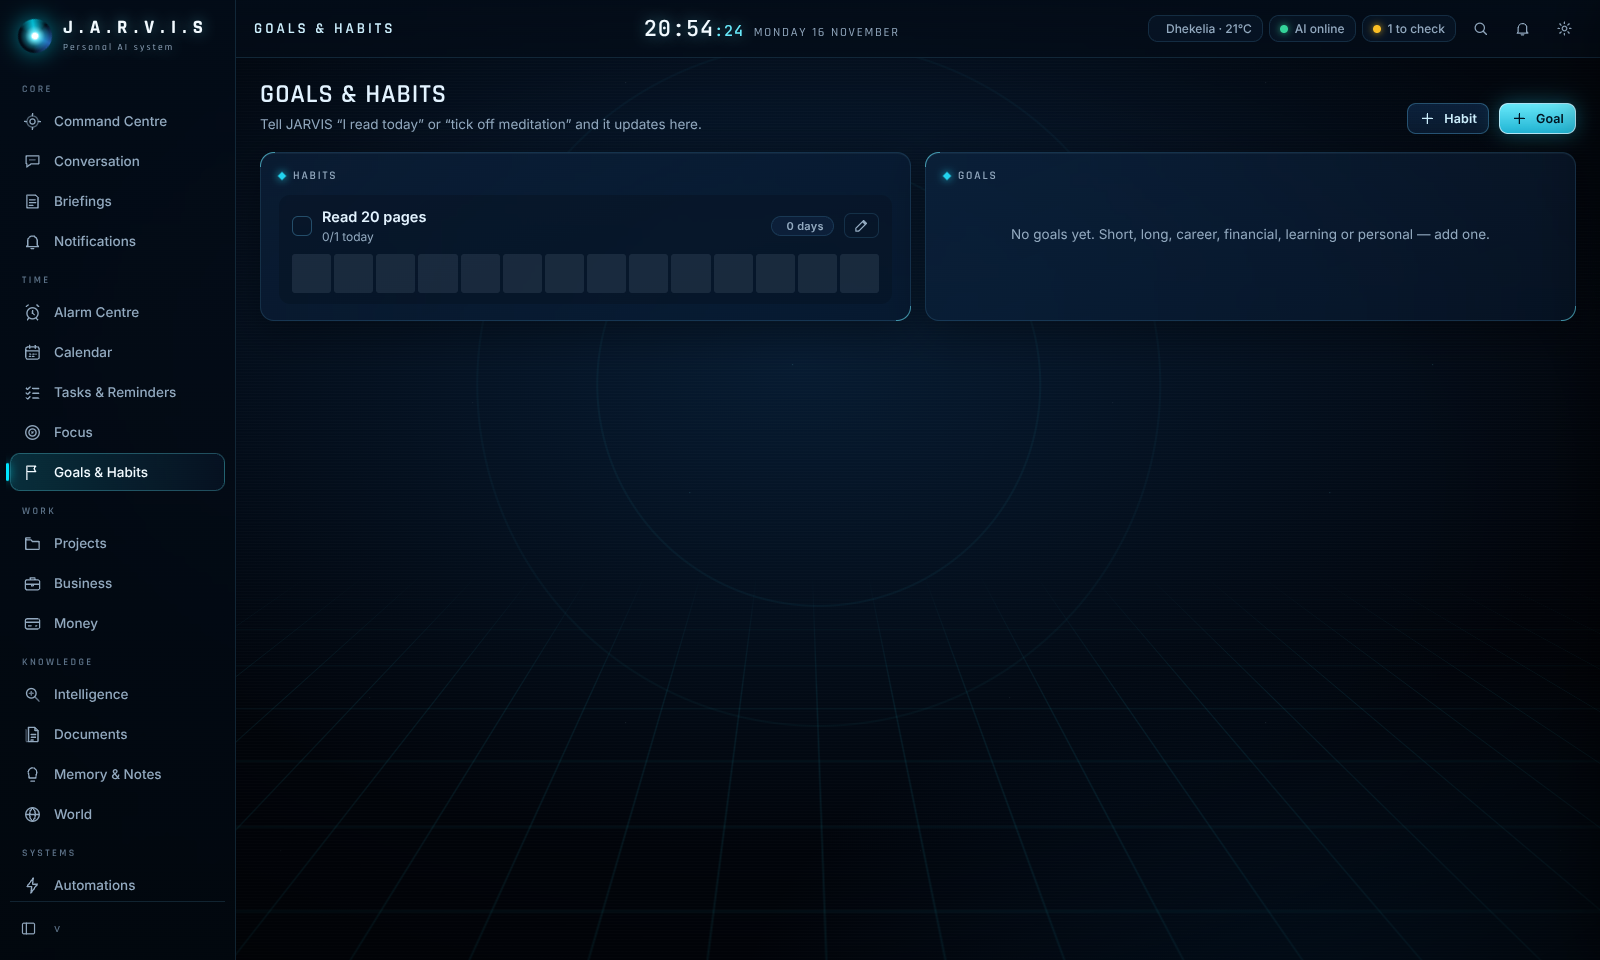 J.A.R.V.I.S
Personal AI system
CORE
Command Centre
Conversation
Briefings
Notifications
TIME
Alarm Centre
Calendar
Tasks & Reminders
Focus
Goals & Habits
WORK
Projects
Business
Money
KNOWLEDGE
Intelligence
Documents
Memory & Notes
World
SYSTEMS
Automations
v
GOALS & HABITS
20:54:24 MONDAY 16 NOVEMBER
Dhekelia · 21°C
AI online
1 to check
GOALS & HABITS
Tell JARVIS “I read today” or “tick off meditation” and it updates here.
Habit
Goal
HABITS
Read 20 pages
0/1 today
0 days
GOALS
No goals yet. Short, long, career, financial, learning or personal — add one.